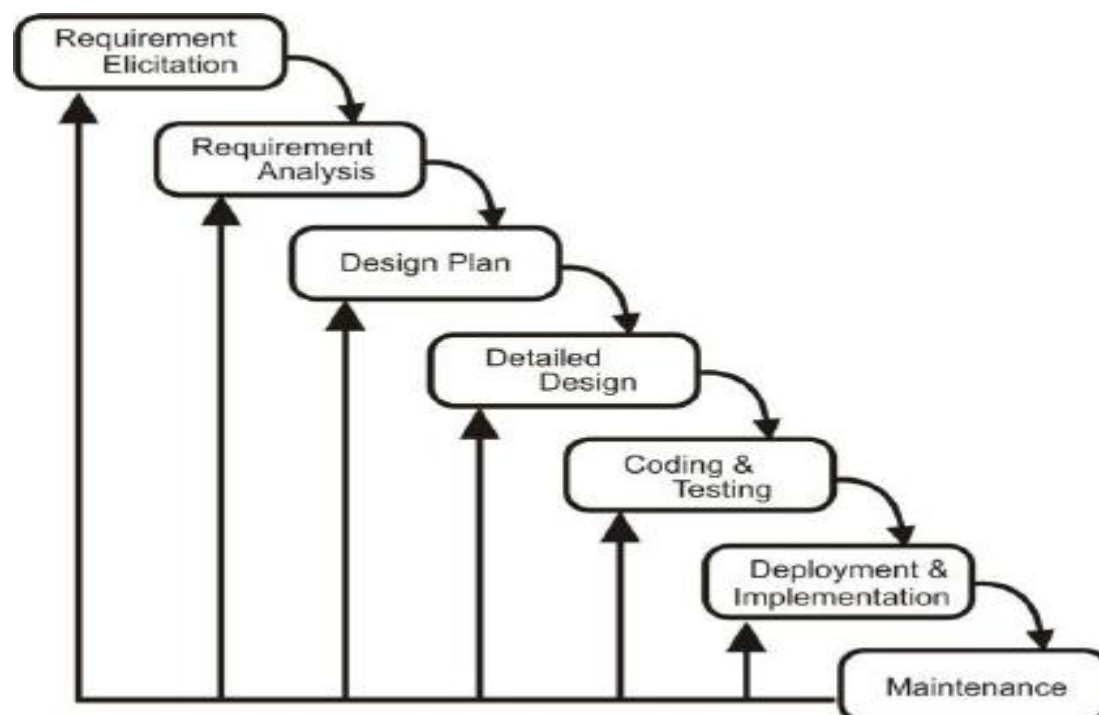 Requirement
Elicitation
Requirement
Analysis
Design Plan
Detailed
Design
Coding &
Testing
Deployment &
Implementation
Maintenance